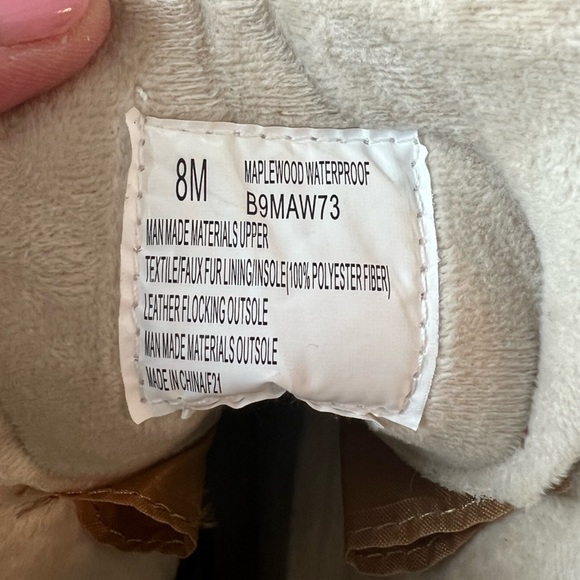 8M MAPLEWOOD WATERPROOF
B9MAW73
MAN MADE MATERIALS UPPER
TEXTILE/FAUX FUR LINING/INSOLE(100% POLYESTER FIBER)
LEATHER FLOCKING OUTSOLE
MAN MADE MATERIALS OUTSOLE
MADE IN CHINA/F21